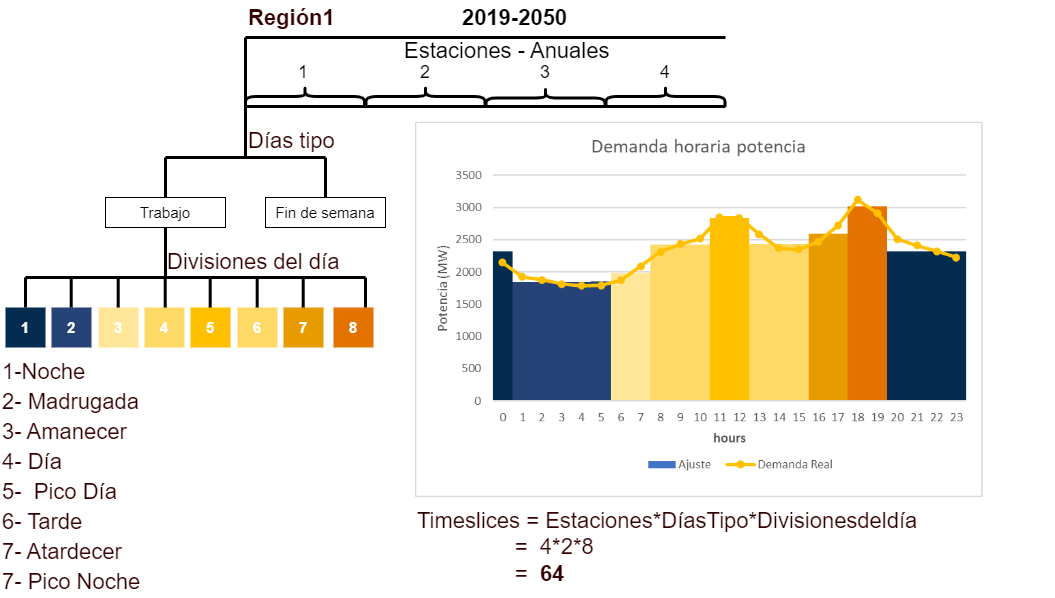 Región1
2019-2050
Estaciones - Anuales
1 2 3 4
Días tipo
Trabajo
Fin de semana
Divisiones del día
1 2 3 4 5 6 7 8
1-Noche
2- Madrugada
3- Amanecer
4- Día
5-  Pico Día
6- Tarde
7- Atardecer
7- Pico Noche
Demanda horaria potencia
Potencia (MW)
3500
3000
2500
2000
1500
1000
500
0
0 1 2 3 4 5 6 7 8 9 10 11 12 13 14 15 16 17 18 19 20 21 22 23
hours
Ajuste Demanda Real
Timeslices = Estaciones*DíasTipo*Divisionesdeldía
= 4*2*8
= 64